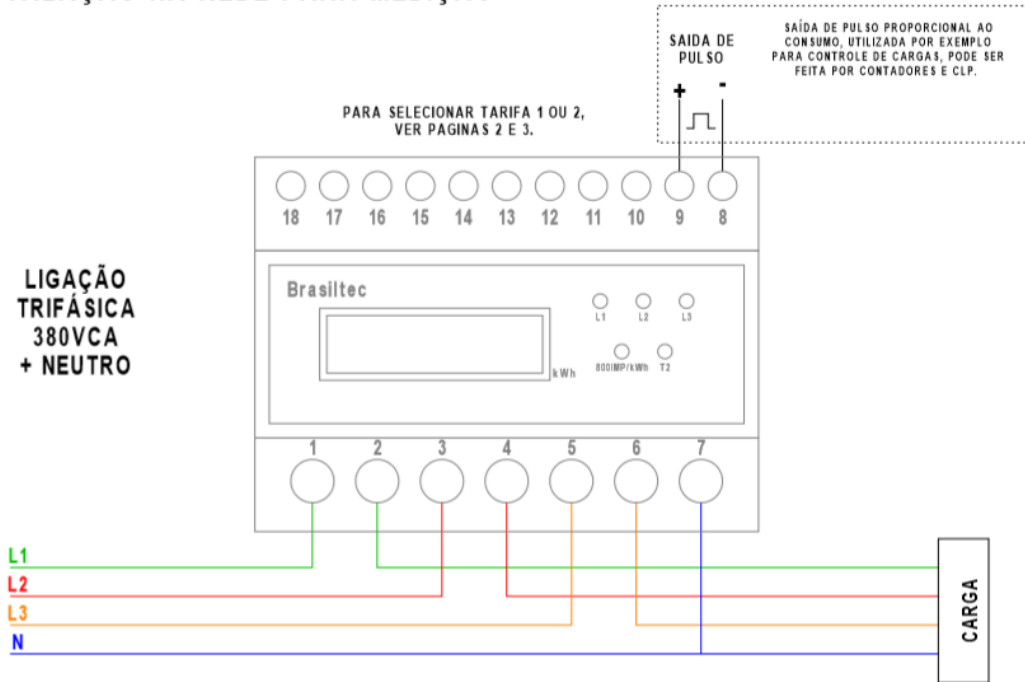 SAIDA DE
PULSO
+ -
SAÍDA DE PULSO PROPORCIONAL AO
CONSUMO, UTILIZADA POR EXEMPLO
PARA CONTROLE DE CARGAS, PODE SER
FEITA POR CONTADORES E CLP.
PARA SELECIONAR TARIFA 1 OU 2,
VER PAGINAS 2 E 3.
18 17 16 15 14 13 12 11 10 9 8
LIGAÇÃO
TRIFÁSICA
380VCA
+ NEUTRO
Brasiltec
L1 L2 L3
kWh
800IMP/kWh T2
1 2 3 4 5 6 7
L1
L2
L3
N
CARGA